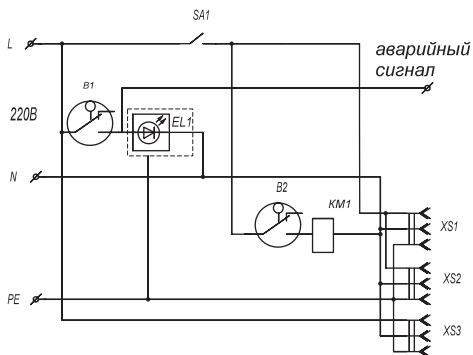 SA1
L
аварийный
сигнал
B1
220В
EL1
N
B2
KM1
XS1
XS2
PE
XS3